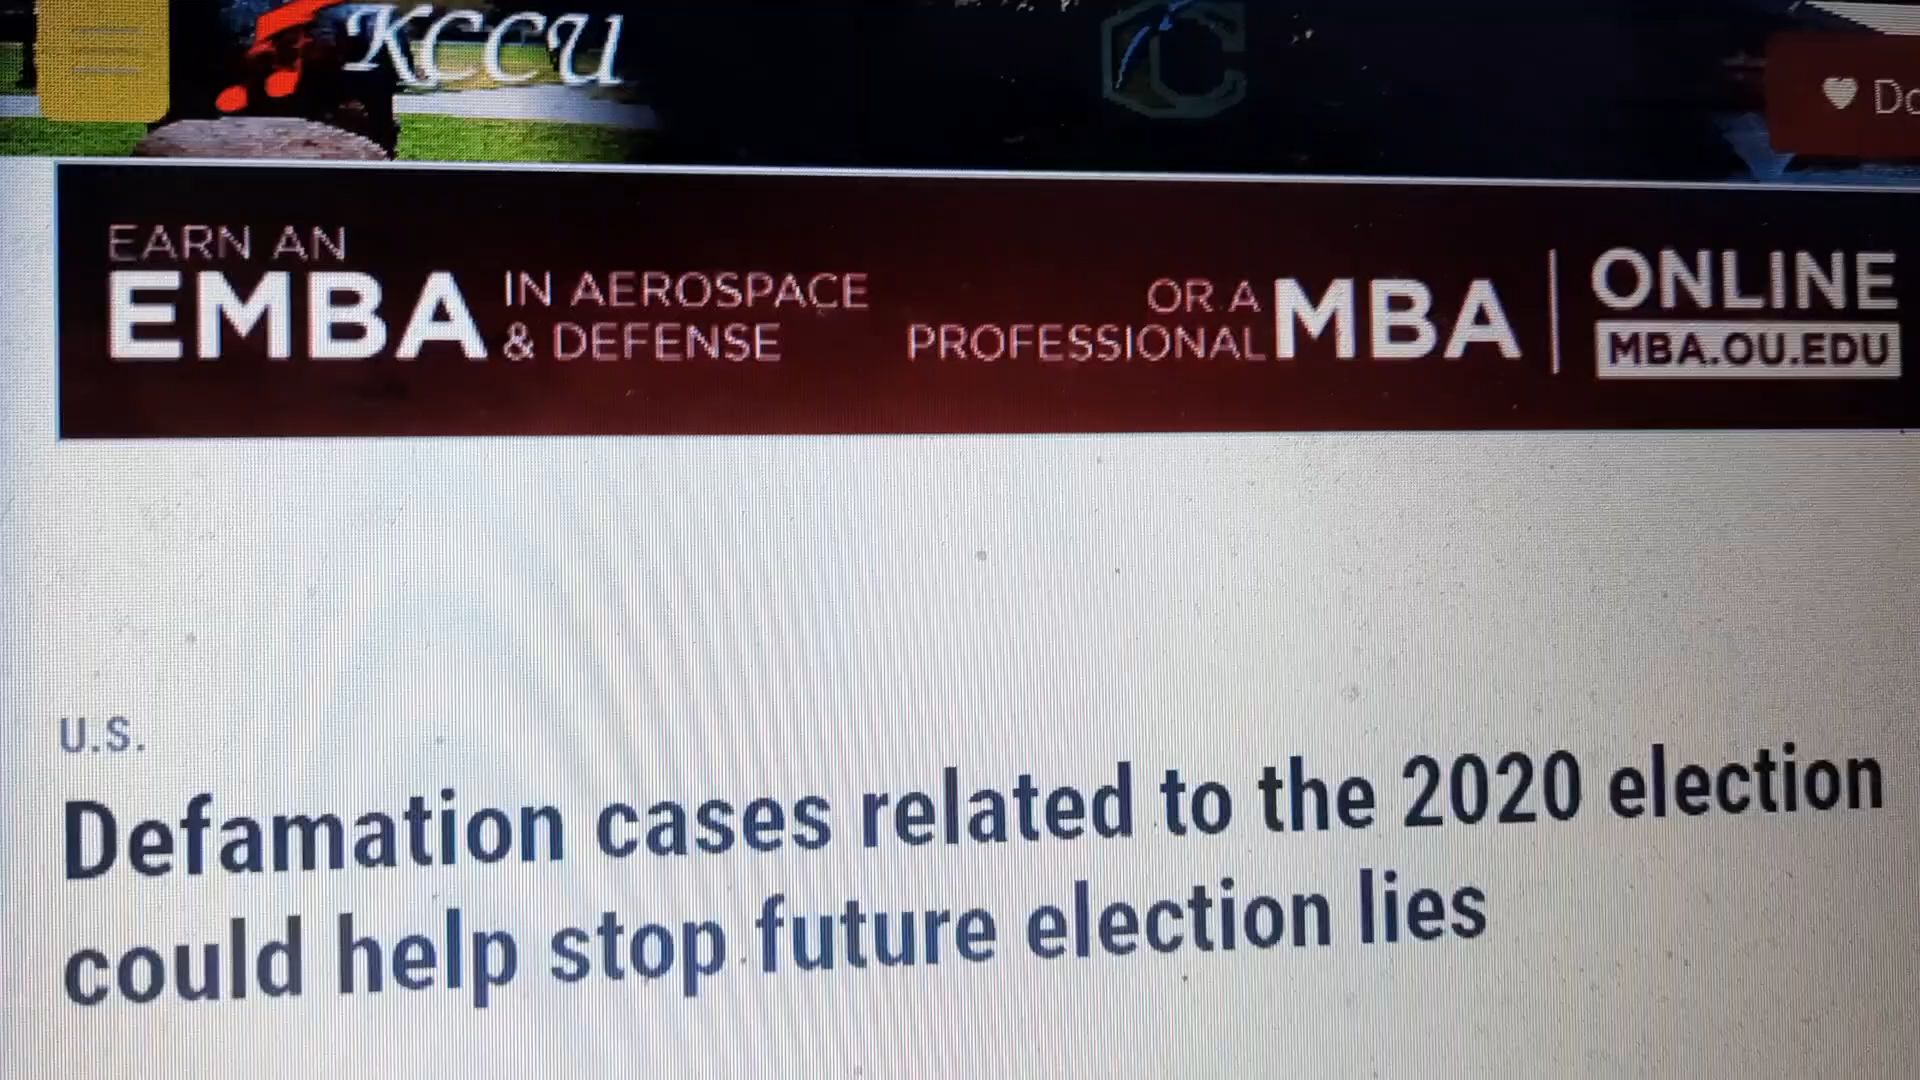 KCCU
EARN AN
EMBA IN AEROSPACE
& DEFENSE
OR A
PROFESSIONAL MBA
ONLINE
MBA.OU.EDU
U.S.
Defamation cases related to the 2020 election
could help stop future election lies